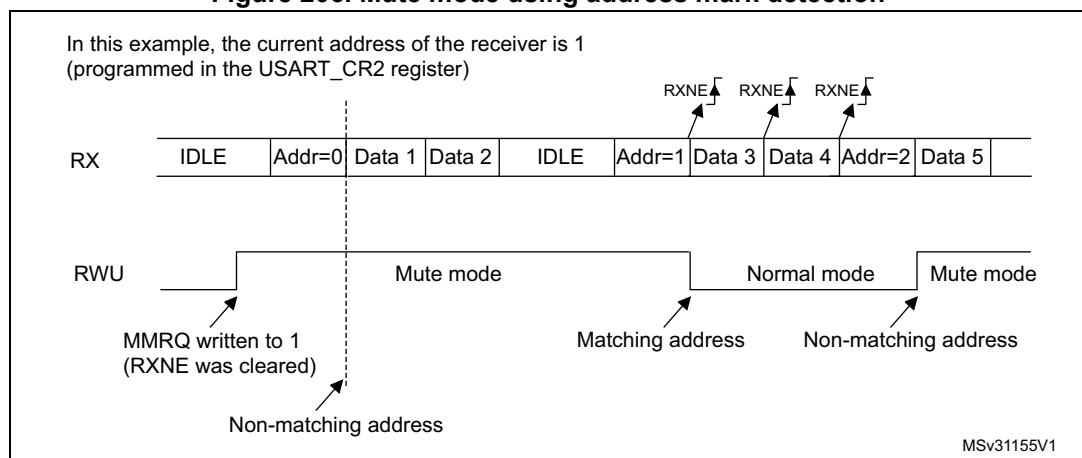 Figure Mute mode using address mark detection
In this example, the current address of the receiver is 1
(programmed in the USART_CR2 register)
RXNE RXNE RXNE
RX IDLE Addr=0 Data 1 Data 2 IDLE Addr=1 Data 3 Data 4 Addr=2 Data 5
RWU Mute mode Normal mode Mute mode
MMRQ written to 1
(RXNE was cleared)
Matching address Non-matching address
Non-matching address
MSv31155V1